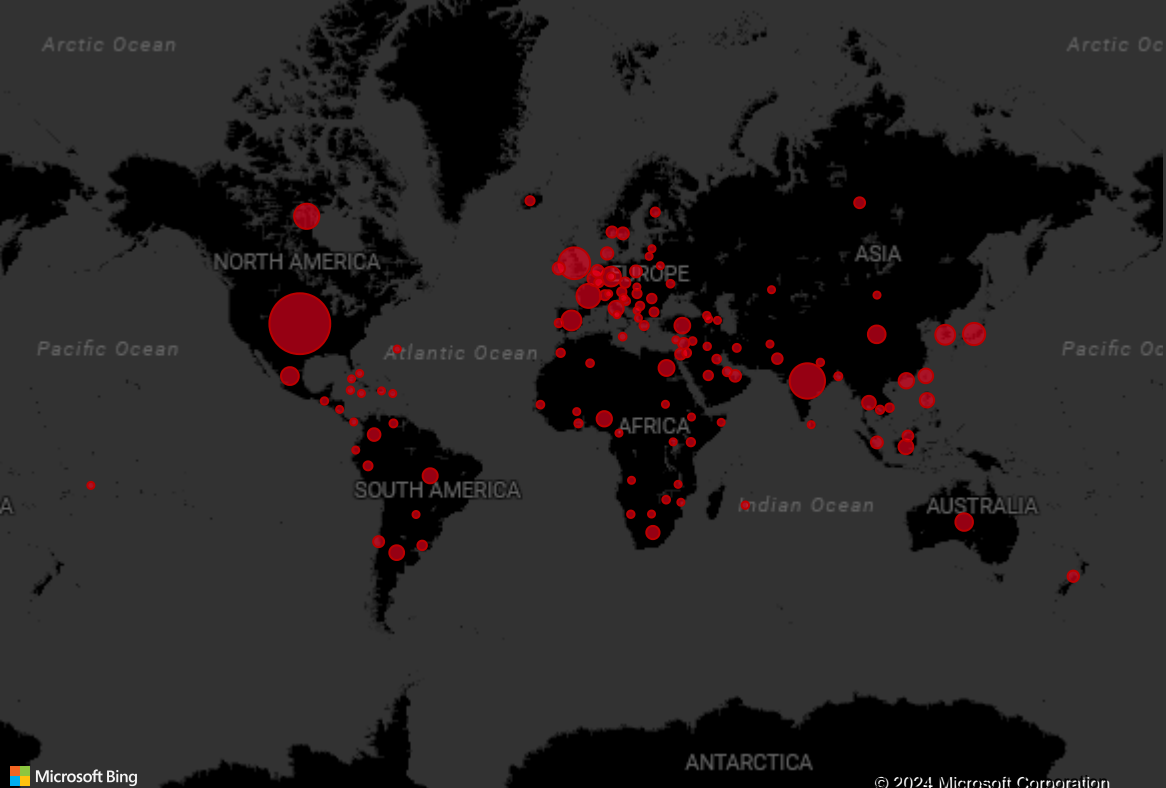 Arctic Ocean
Arctic Oc
NORTH AMERICA
ASIA
EUROPE
Pacific Ocean
Atlantic Ocean
Pacific Oc
AFRICA
SOUTH AMERICA
Indian Ocean
AUSTRALIA
A
ANTARCTICA
Microsoft Bing
© 2024 Microsoft Corporation